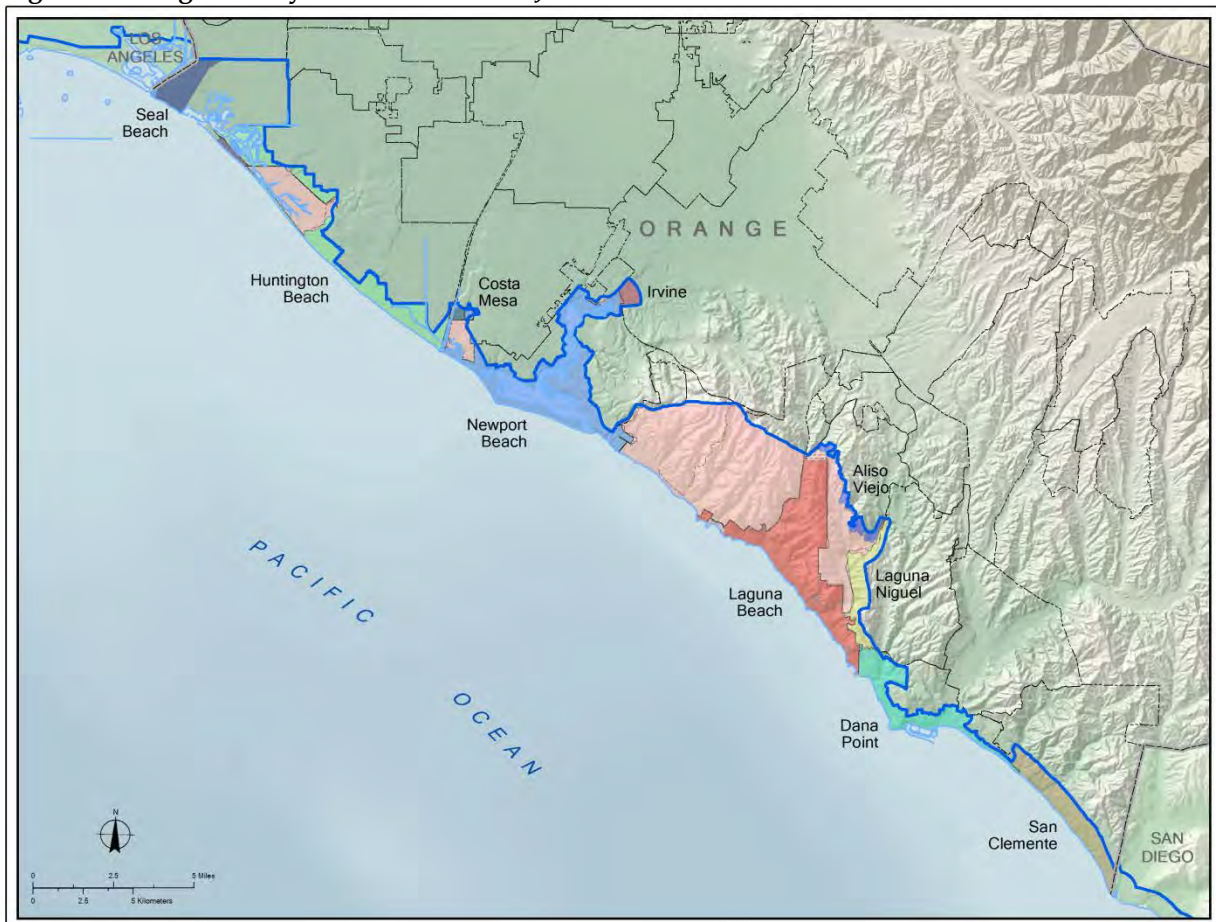 LOS
ANGELES
Seal
Beach
ORANGE
Huntington
Beach
Costa
Mesa
Irvine
Newport
Beach
Aliso
Viejo
PACIFIC
Laguna
Niguel
Laguna
Beach
OCEAN
Dana
Point
San
Clemente
SAN
DIEGO
N
0 2.5 5 Miles
0 2.5 5 Kilometers